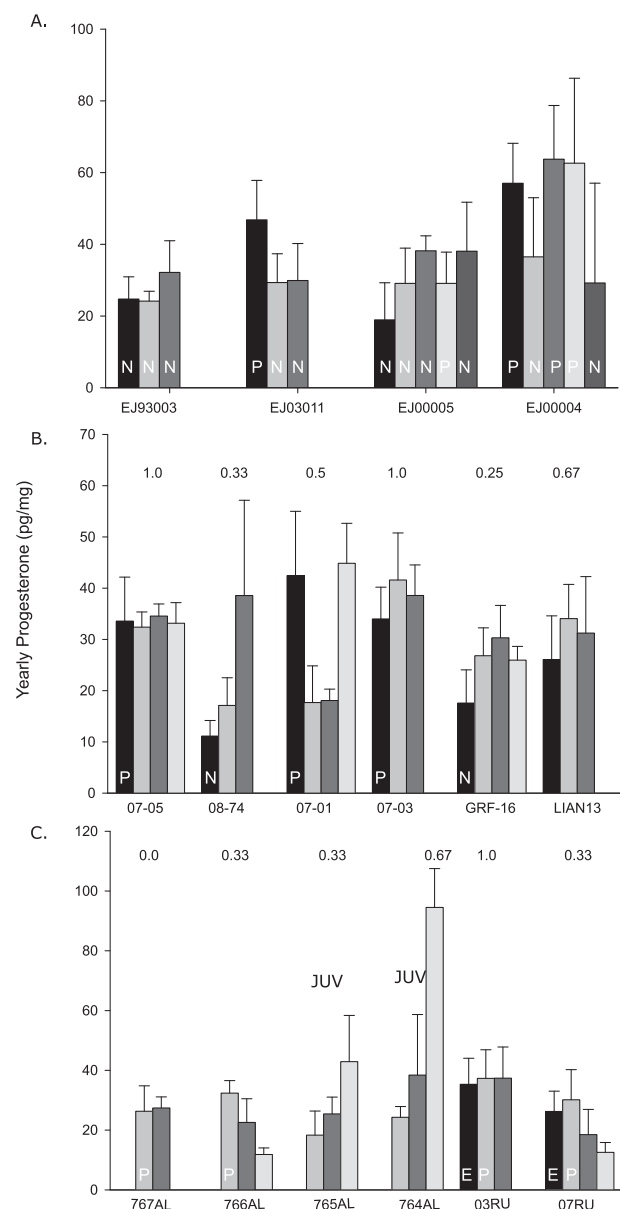 A.
100
80
60
40
20
0
N N N
P N N
N N N P N
P N P P N
EJ93003 EJ03011 EJ00005 EJ00004
B.
Yearly Progesterone (pg/mg)
70
60
50
40
30
20
10
0
1.0 0.33 0.5 1.0 0.25 0.67
P N P P N
07-05 08-74 07-01 07-03 GRF-16 LIAN13
C.
120
100
80
60
40
20
0
0.0 0.33 0.33 0.67 1.0 0.33
JUV JUV
P P E P E P
767AL 766AL 765AL 764AL 03RU 07RU